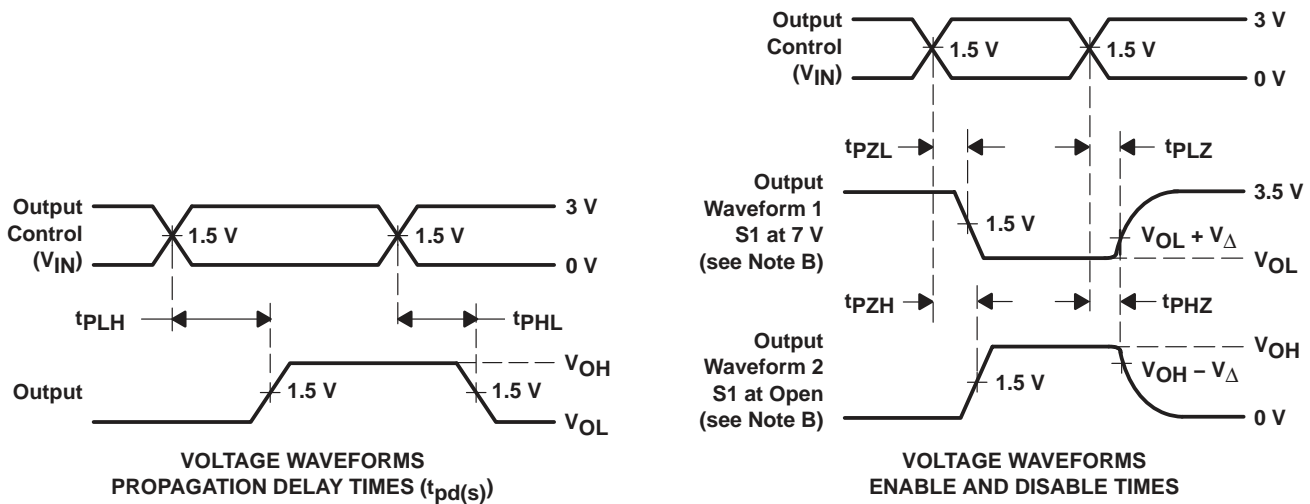 Output
Control
(VIN)
3 V
1.5 V
1.5 V
0 V
tPLH
tPHL
Output
VOH
1.5 V
1.5 V
VOL
VOLTAGE WAVEFORMS
PROPAGATION DELAY TIMES (tpd(s))
Output
Control
(VIN)
3 V
1.5 V
1.5 V
0 V
tPZL
tPLZ
Output
Waveform 1
S1 at 7 V
(see Note B)
3.5 V
1.5 V
VOL + VΔ
VOL
tPZH
tPHZ
Output
Waveform 2
S1 at Open
(see Note B)
VOH
1.5 V
VOH – VΔ
0 V
VOLTAGE WAVEFORMS
ENABLE AND DISABLE TIMES